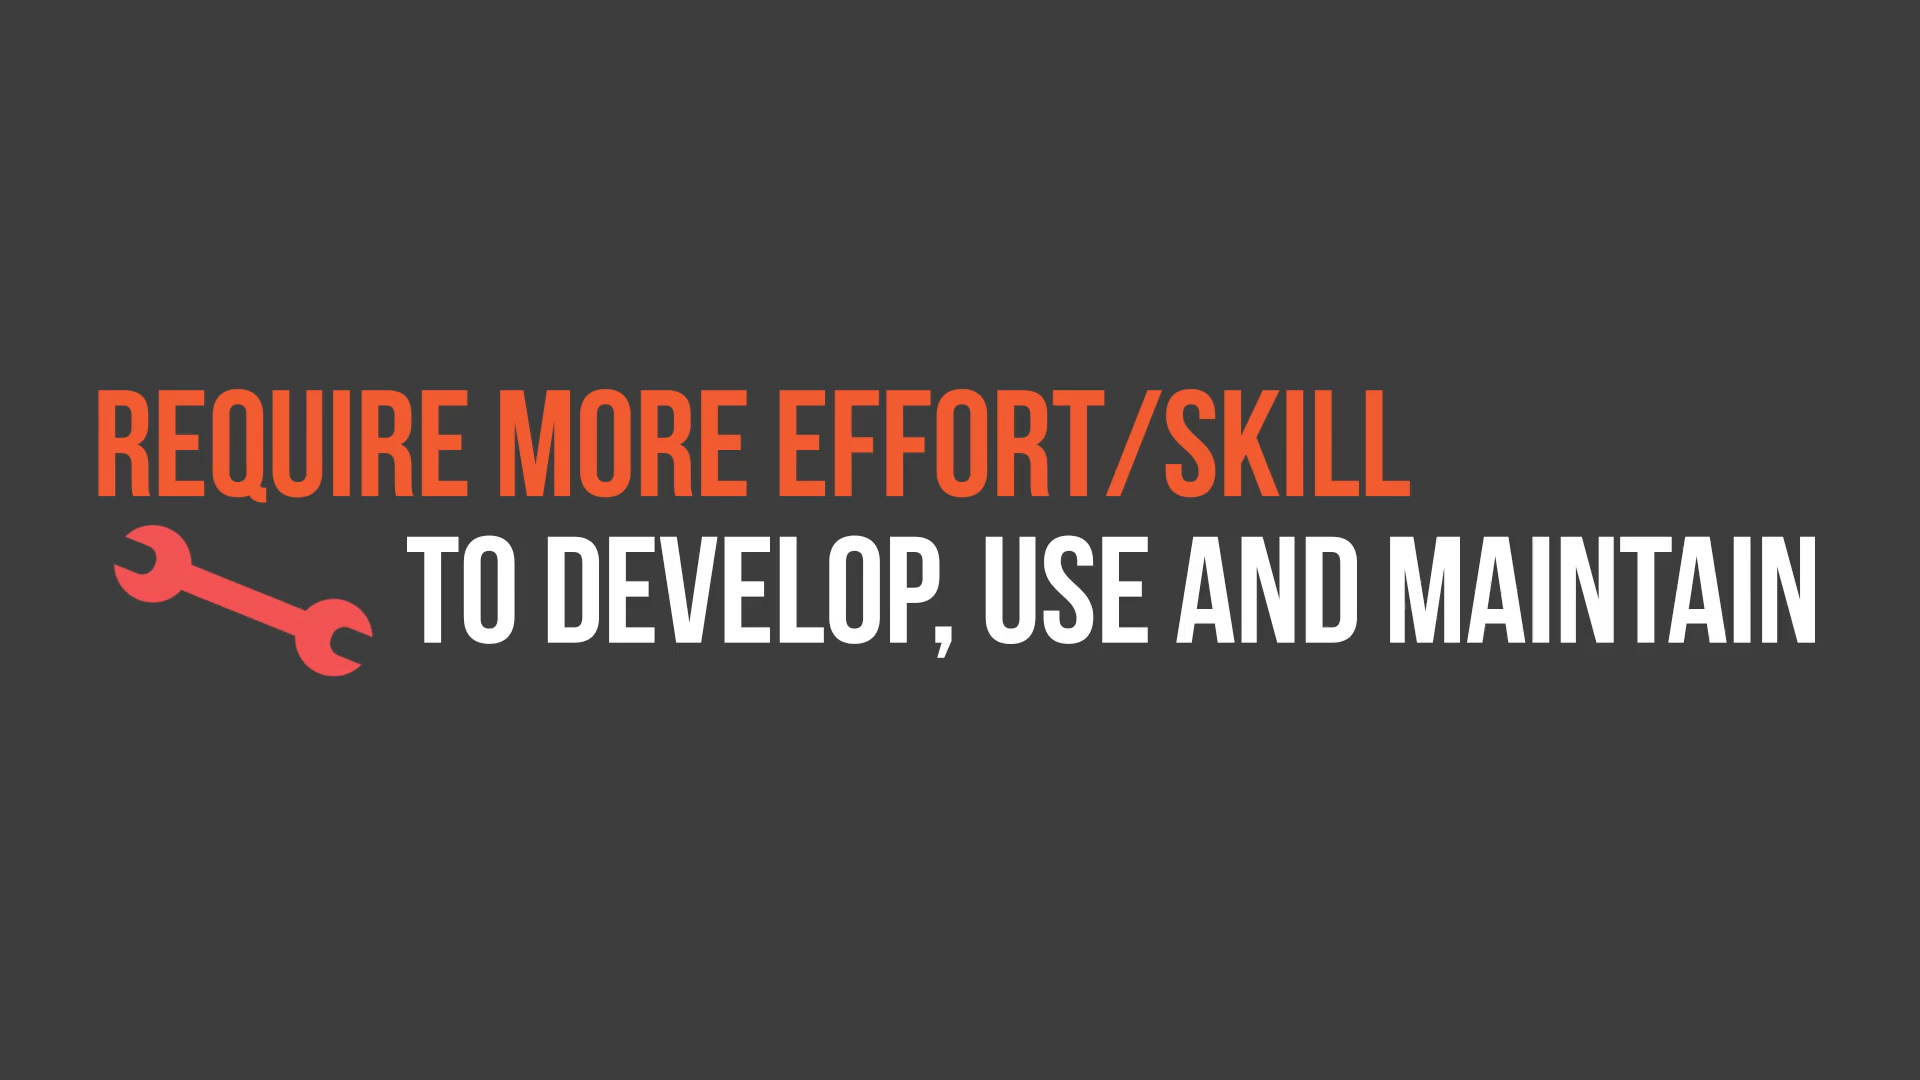 REQUIRE MORE EFFORT/SKILL
TO DEVELOP, USE AND MAINTAIN